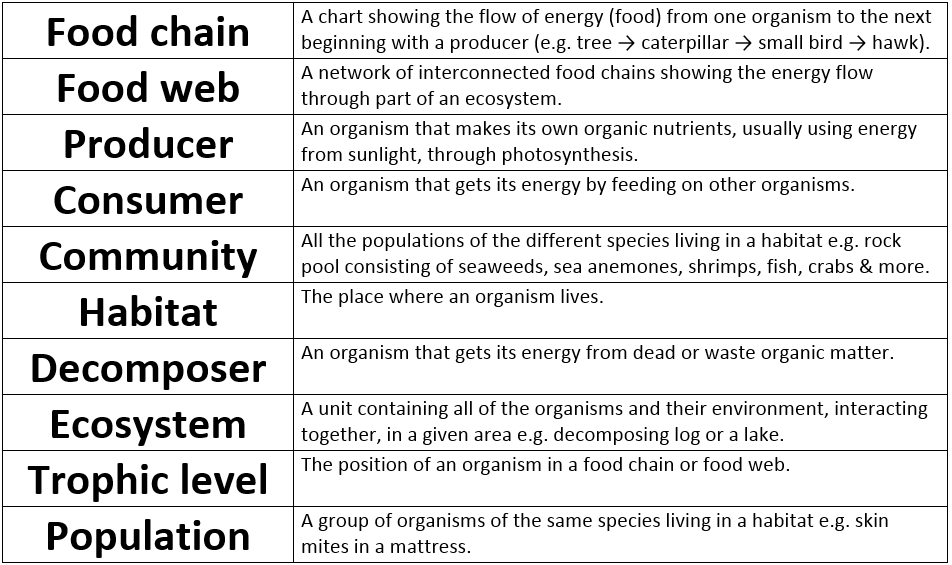 Food chain
A chart showing the flow of energy (food) from one organism to the next
beginning with a producer (e.g. tree → caterpillar → small bird → hawk).
Food web
A network of interconnected food chains showing the energy flow
through part of an ecosystem.
Producer
An organism that makes its own organic nutrients, usually using energy
from sunlight, through photosynthesis.
Consumer
An organism that gets its energy by feeding on other organisms.
Community
All the populations of the different species living in a habitat e.g. rock
pool consisting of seaweeds, sea anemones, shrimps, fish, crabs & more.
Habitat
The place where an organism lives.
Decomposer
An organism that gets its energy from dead or waste organic matter.
Ecosystem
A unit containing all of the organisms and their environment, interacting
together, in a given area e.g. decomposing log or a lake.
Trophic level
The position of an organism in a food chain or food web.
Population
A group of organisms of the same species living in a habitat e.g. skin
mites in a mattress.